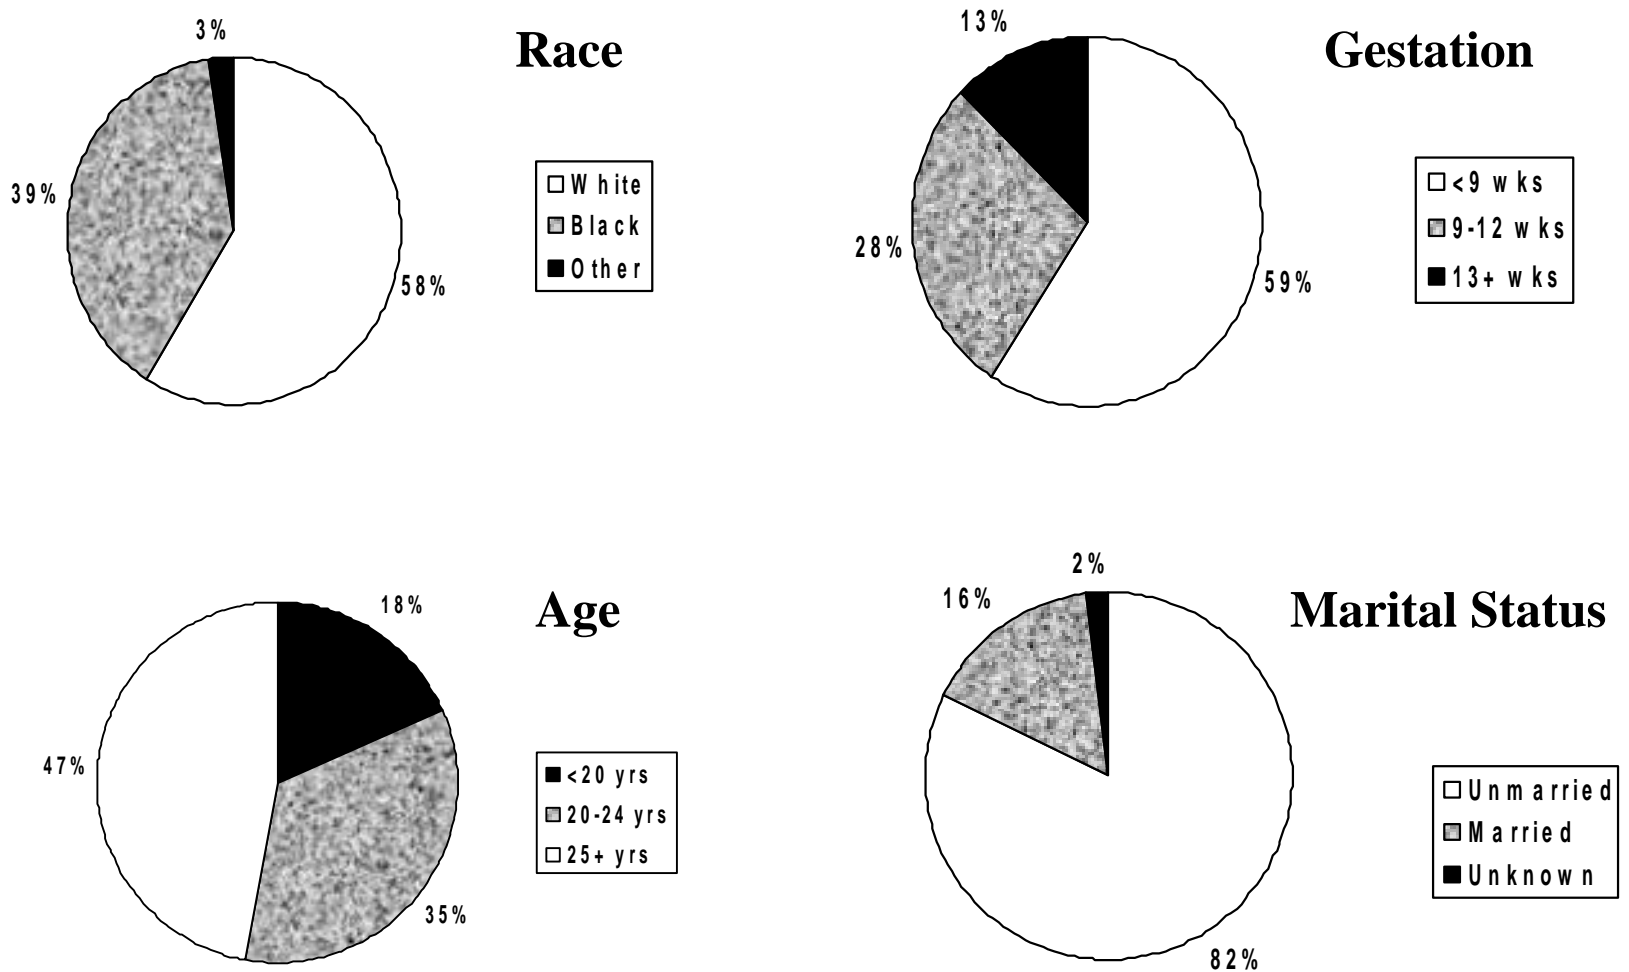 3%
Race
39%
White
Black
Other
58%
13%
Gestation
28%
<9 wks
9-12 wks
13+ wks
59%
18%
Age
47%
<20 yrs
20-24 yrs
25+ yrs
35%
2%
16%
Marital Status
Unmarried
Married
Unknown
82%